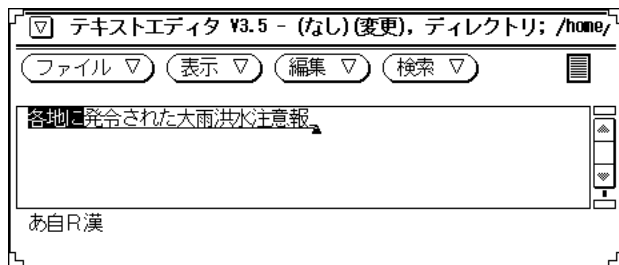 テキストエディタ V3.5 - (なし)(変更), ディレクトリ; /home/
ファイル ▽ 表示 ▽ 編集 ▽ 検索 ▽
各地に発令された大雨洪水注意報
あ自R漢